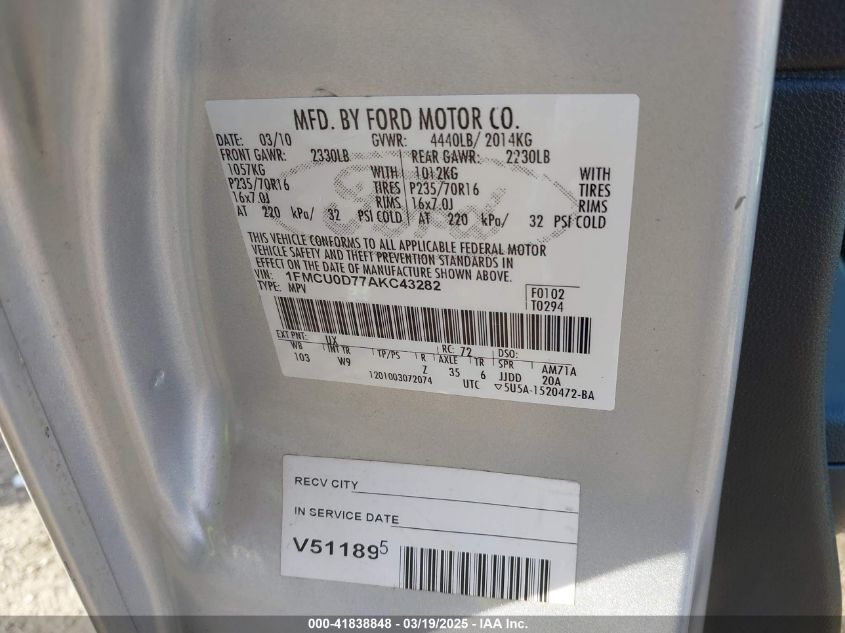 MFD. BY FORD MOTOR CO.
DATE: 03/10 GVWR: 4440LB/ 2014KG
FRONT GAWR: 2330LB REAR GAWR: 2230LB
1057KG WITH 1012KG WITH
P235/70R16 TIRES P235/70R16 TIRES
16x7.0J RIMS 16x7.0J RIMS
AT 220 kPa/ 32 PSI COLD AT 220 kPa/ 32 PSI COLD
Ford
THIS VEHICLE CONFORMS TO ALL APPLICABLE FEDERAL MOTOR
VEHICLE SAFETY AND THEFT PREVENTION STANDARDS IN
EFFECT ON THE DATE OF MANUFACTURE SHOWN ABOVE.
VIN: 1FMCU0D77AKC43282
TYPE: MPV
F0102
T0294
EXT PNT: UX RC: 72 DSO:
WB INT TR TP/PS R AXLE TR SPR AM71A
103 W9 Z 35 6 JJDD 20A
1201003072074 UTC ▽5U5A-1520472-BA
RECV CITY
IN SERVICE DATE
V511895
000-41838848 - 03/19/2025 - IAA Inc.